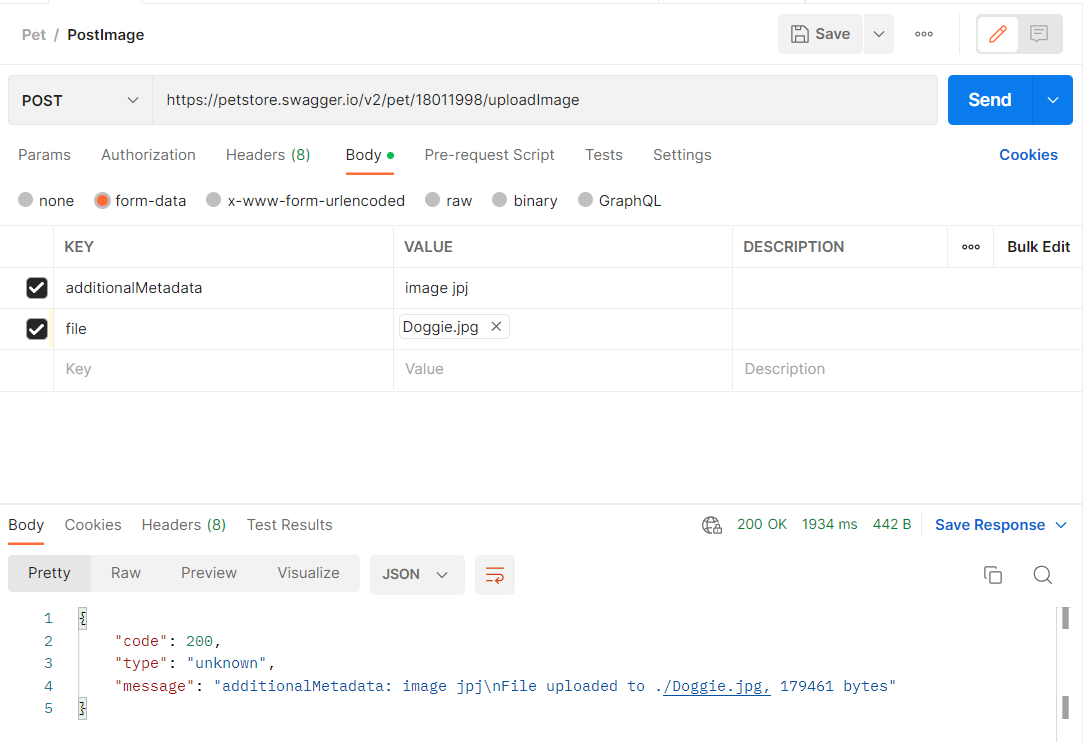 Pet / PostImage Save
POST https://petstore.swagger.io/v2/pet/18011998/uploadImage Send
Params Authorization Headers (8) Body Pre-request Script Tests Settings Cookies
none form-data x-www-form-urlencoded raw binary GraphQL
KEY VALUE DESCRIPTION Bulk Edit
additionalMetadata image jpj
file Doggie.jpg
Key Value Description
Body Cookies Headers (8) Test Results 200 OK 1934 ms 442 B Save Response
Pretty Raw Preview Visualize JSON
1 {
2 "code": 200,
3 "type": "unknown",
4 "message": "additionalMetadata: image jpj\nFile uploaded to ./Doggie.jpg, 179461 bytes"
5 }